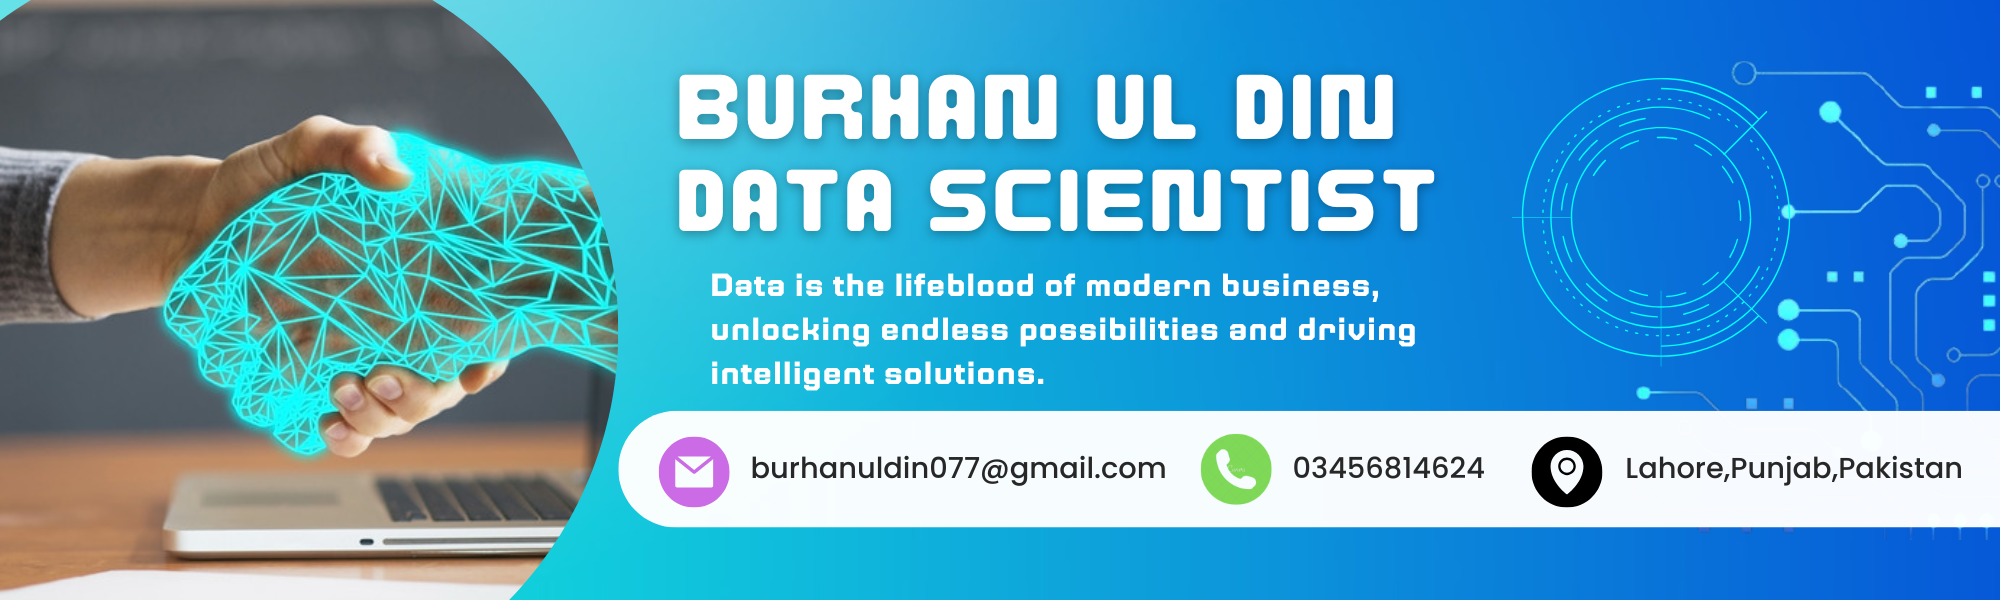 BURHAN UL DIN
DATA SCIENTIST
Data is the lifeblood of modern business,
unlocking endless possibilities and driving
intelligent solutions.
burhanuldin077@gmail.com
03456814624
Lahore,Punjab,Pakistan